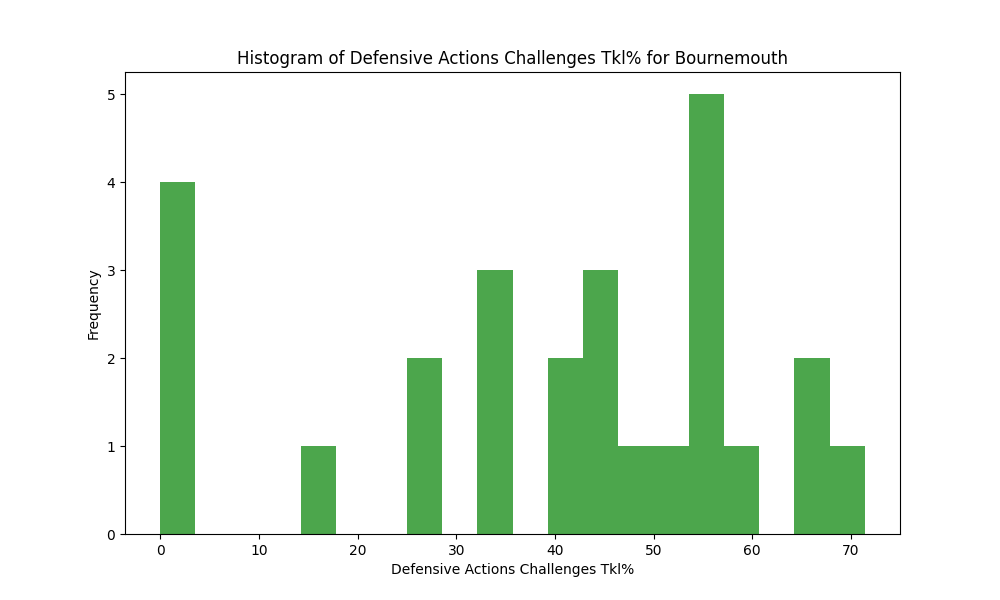 Histogram of Defensive Actions Challenges Tkl% for Bournemouth
Frequency
5
4
3
2
1
0
0 10 20 30 40 50 60 70
Defensive Actions Challenges Tkl%